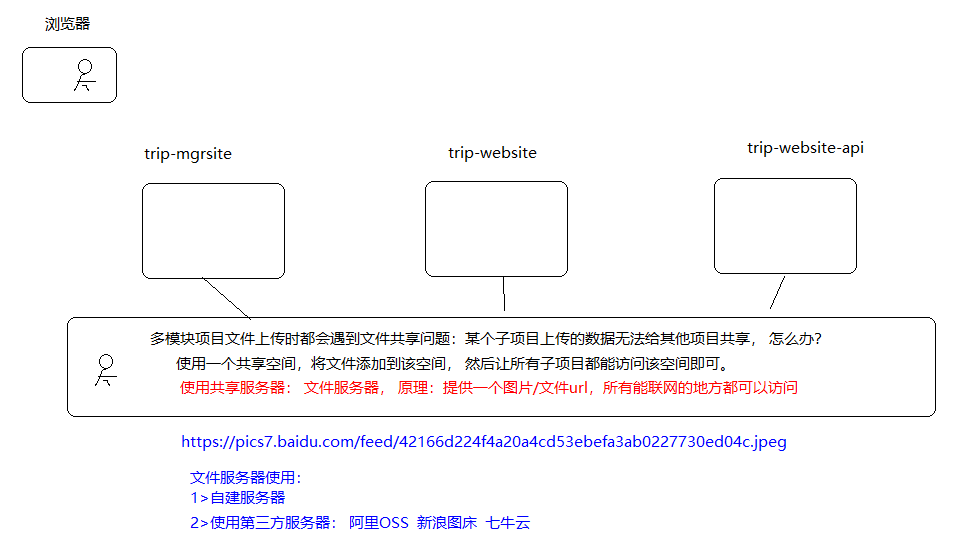 浏览器
trip-mgrsite
trip-website
trip-website-api
多模块项目文件上传时都会遇到文件共享问题：某个子项目上传的数据无法给其他项目共享， 怎么办？
使用一个共享空间，将文件添加到该空间， 然后让所有子项目都能访问该空间即可。
使用共享服务器： 文件服务器， 原理：提供一个图片/文件url，所有能联网的地方都可以访问
https://pics7.baidu.com/feed/42166d224f4a20a4cd53ebefa3ab0227730ed04c.jpeg
文件服务器使用：
1>自建服务器
2>使用第三方服务器： 阿里OSS 新浪图床 七牛云